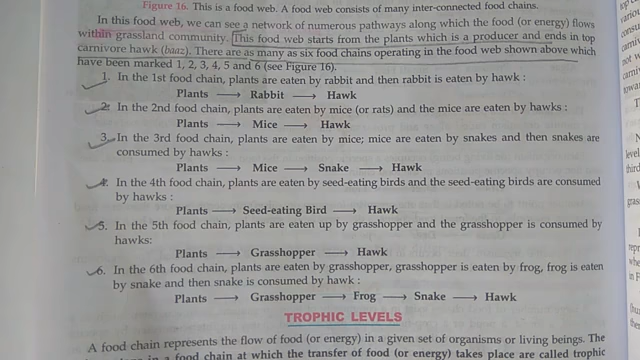 Figure 16. This is a food web. A food web consists of many inter-connected food chains.
In this food web, we can see a network of numerous pathways along which the food (or energy) flows
within grassland community. This food web starts from the plants which is a producer and ends in top
carnivore hawk (baaz). There are as many as six food chains operating in the food web shown above which
have been marked 1, 2, 3, 4, 5 and 6 (see Figure 16).
1. In the 1st food chain, plants are eaten by rabbit and then rabbit is eaten by hawk :
Plants ⟶ Rabbit ⟶ Hawk
2. In the 2nd food chain, plants are eaten by mice (or rats) and the mice are eaten by hawks :
Plants ⟶ Mice ⟶ Hawk
3. In the 3rd food chain, plants are eaten by mice; mice are eaten by snakes and then snakes are
consumed by hawks :
Plants ⟶ Mice ⟶ Snake ⟶ Hawk
4. In the 4th food chain, plants are eaten by seed-eating birds and the seed-eating birds are consumed
by hawks :
Plants ⟶ Seed-eating Bird ⟶ Hawk
5. In the 5th food chain, plants are eaten up by grasshopper and the grasshopper is consumed by
hawks:
Plants ⟶ Grasshopper ⟶ Hawk
6. In the 6th food chain, plants are eaten by grasshopper, grasshopper is eaten by frog, frog is eaten
by snake and then snake is consumed by hawk :
Plants ⟶ Grasshopper ⟶ Frog ⟶ Snake ⟶ Hawk
TROPHIC LEVELS
A food chain represents the flow of food (or energy) in a given set of organisms or living beings. The
in a food chain at which the transfer of food (or energy) takes place are called trophic